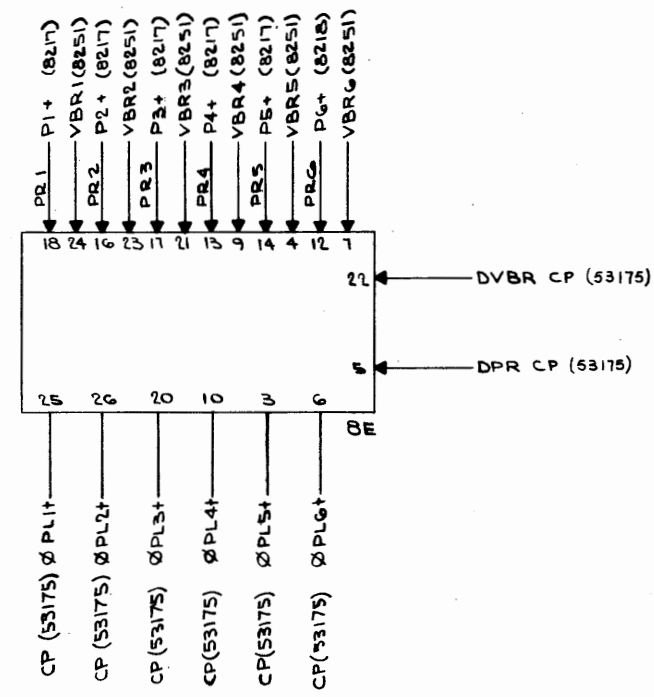 P1+ (8217)
VBR1 (8251)
P2+ (8217)
VBR2 (8251)
P3+ (8217)
VBR3 (8251)
P4+ (8217)
VBR4 (8251)
P5+ (8217)
VBR5 (8251)
P6+ (8218)
VBR6 (8251)
PR1
PR2
PR3
PR4
PR5
PR6
18 24 16 23 17 21 13 9 14 4 12 7
22 DVBR CP (53175)
5 DPR CP (53175)
25 26 20 10 3 6
8E
CP (53175) ØPL1+
CP (53175) ØPL2+
CP (53175) ØPL3+
CP (53175) ØPL4+
CP (53175) ØPL5+
CP (53175) ØPL6+